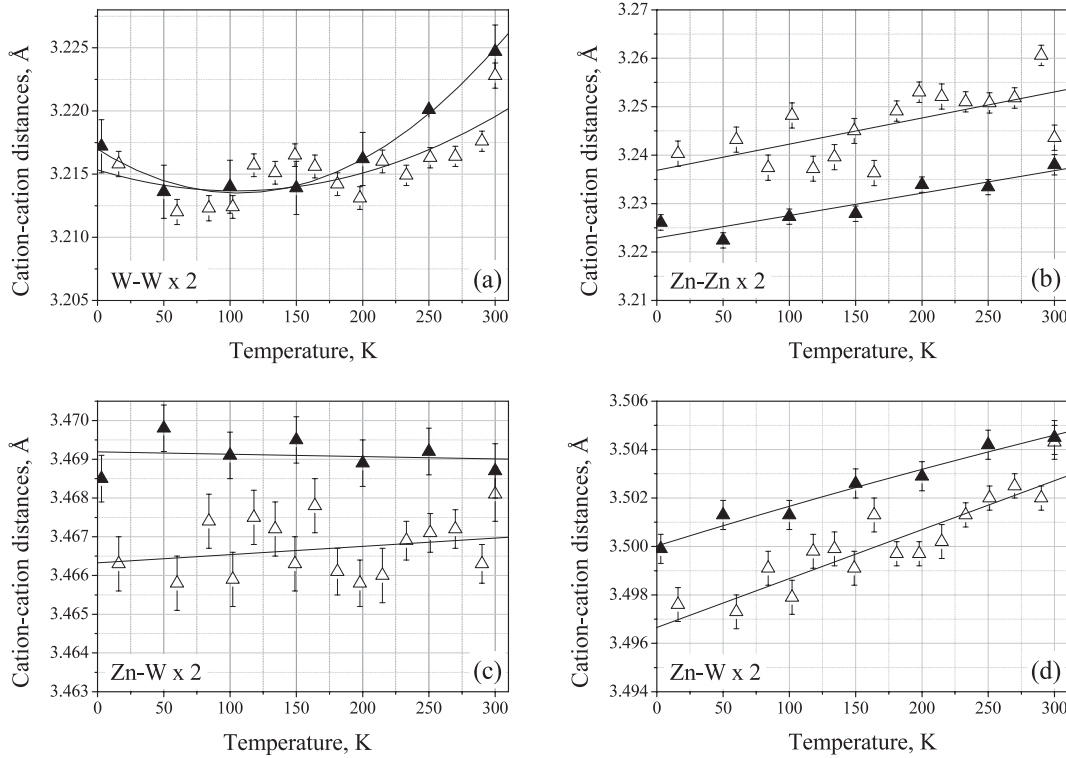 3.225
3.220
3.215
3.210
3.205
Cation-cation distances, Å
W-W x 2
(a)
0 50 100 150 200 250 300
Temperature, K
3.27
3.26
3.25
3.24
3.23
3.22
3.21
Cation-cation distances, Å
Zn-Zn x 2
(b)
0 50 100 150 200 250 300
Temperature, K
3.470
3.469
3.468
3.467
3.466
3.465
3.464
3.463
Cation-cation distances, Å
Zn-W x 2
(c)
0 50 100 150 200 250 300
Temperature, K
3.506
3.504
3.502
3.500
3.498
3.496
3.494
Cation-cation distances, Å
Zn-W x 2
(d)
0 50 100 150 200 250 300
Temperature, K